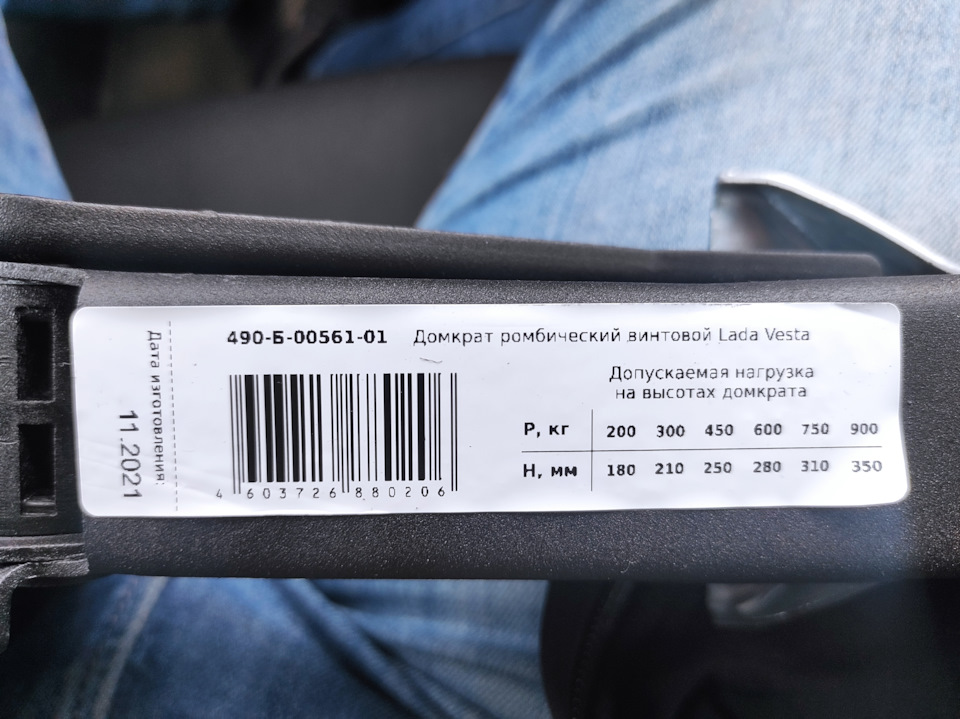 490-Б-00561-01 Домкрат ромбический винтовой Lada Vesta
Дата изготовления:
11.2021
4 603726 880206
Допускаемая нагрузка
на высотах домкрата
Р, кг 200 300 450 600 750 900
Н, мм 180 210 250 280 310 350